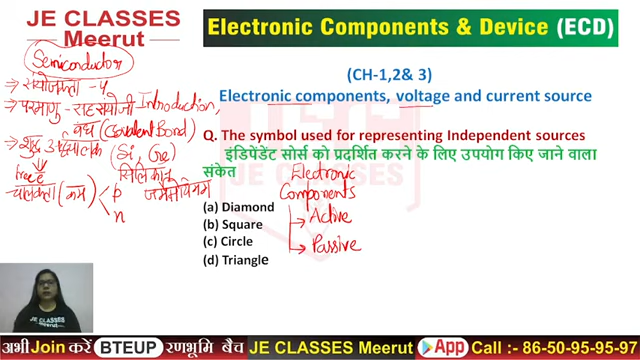 JE CLASSES
Meerut
Electronic Components & Device (ECD)
Semiconductor
→ संयोजकता - 4
→ परमाणु - सहसंयोजी
बंध (Covalent Bond)
→ शुद्ध अर्द्धचालक (Si, Ge)
सिलिकान
जर्मेनियम
free e
चालकता (कम)
p
n
(CH-1,2& 3)
Introduction,
Electronic components, voltage and current source
Q. The symbol used for representing Independent sources
इंडिपेंडेंट सोर्स को प्रदर्शित करने के लिए उपयोग किए जाने वाला
संकेत
(a) Diamond
(b) Square
(c) Circle
(d) Triangle
Electronic
Components
→ Active
→ Passive
JE CLASSES
अभी Join करें BTEUP रणभूमि बैच JE CLASSES Meerut App Call :- 86-50-95-95-97